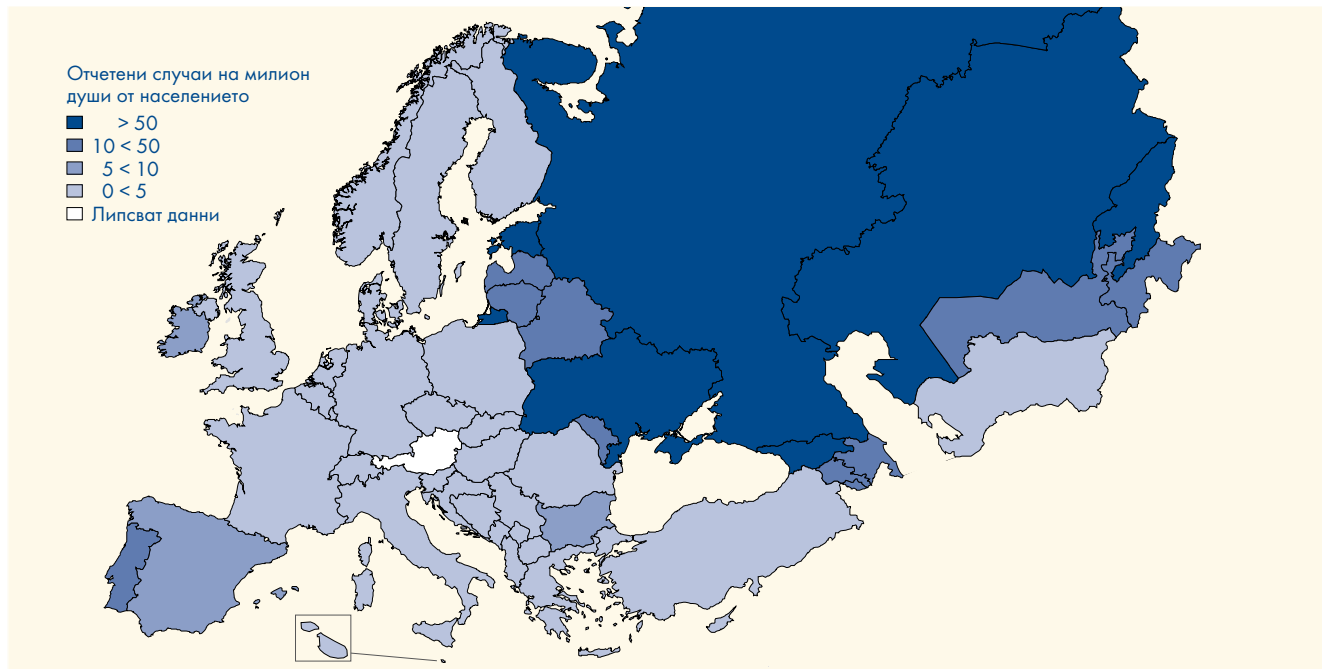 Отчетени случаи на милион
души от населението
> 50
10 < 50
5 < 10
0 < 5
Липсват данни